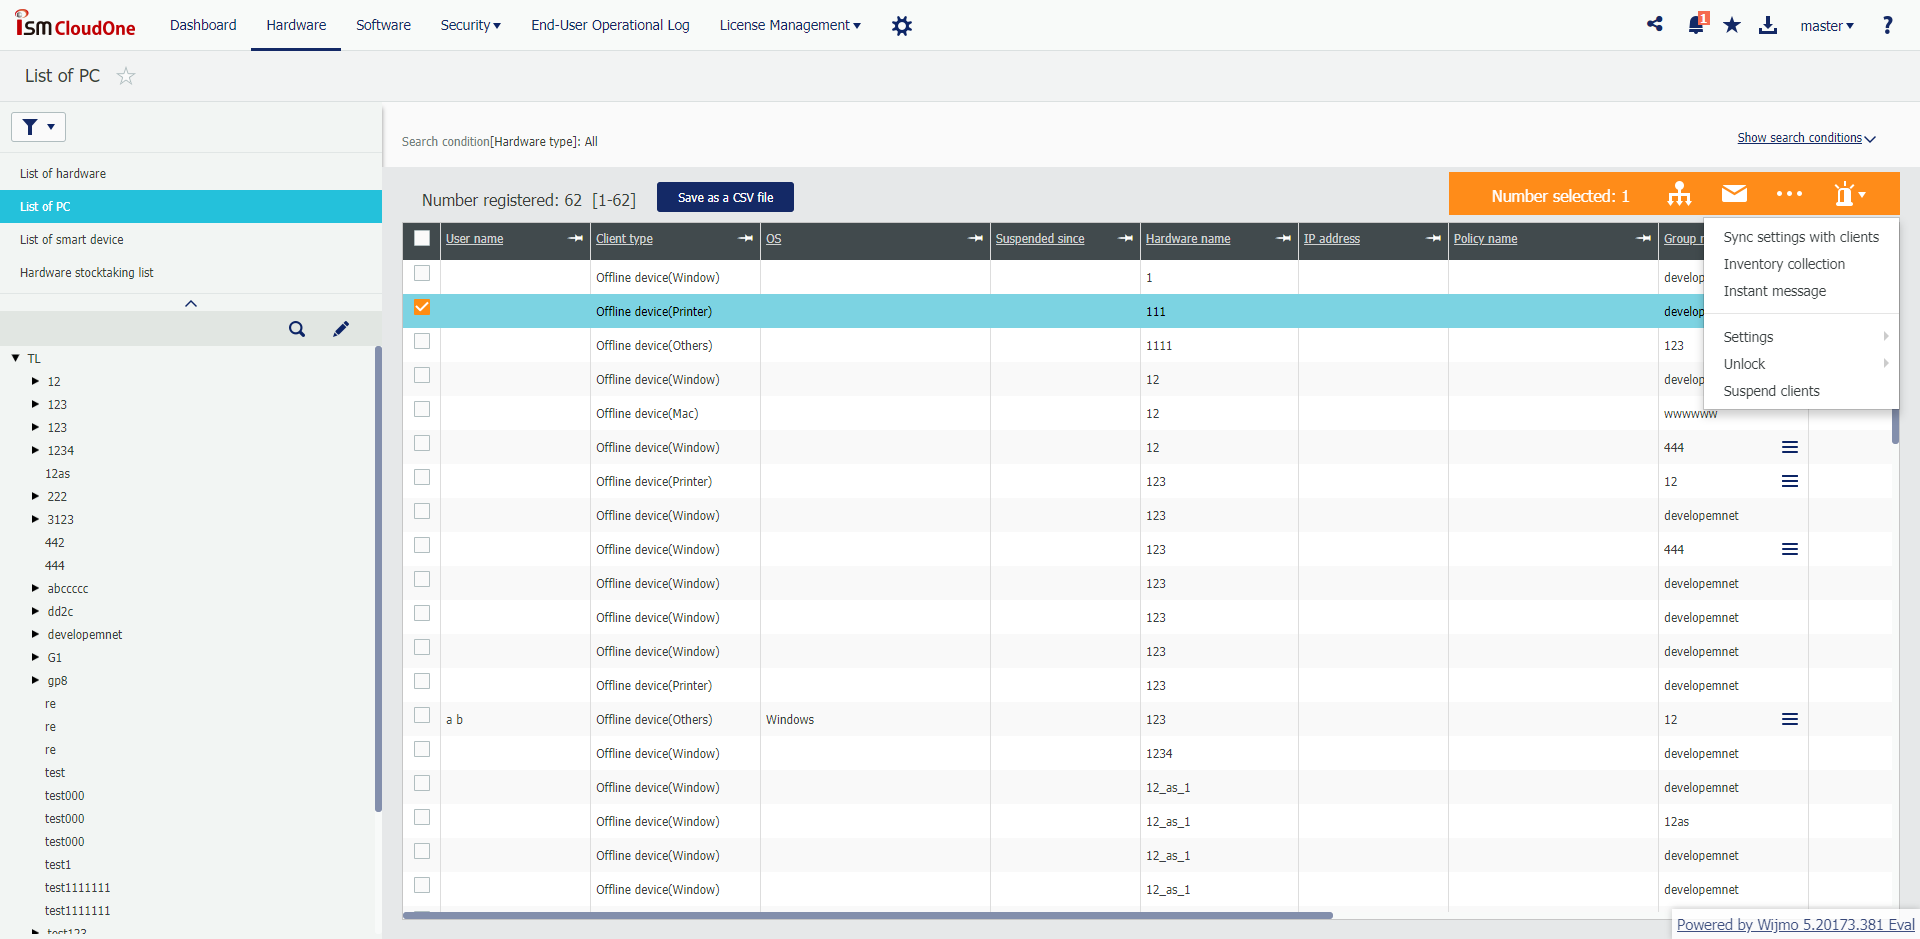 ISM CloudOne
Dashboard Hardware Software Security End-User Operational Log License Management 1 master ?
List of PC
Search condition[Hardware type]: All
Show search conditions
List of hardware
List of PC
List of smart device
Hardware stocktaking list
Number registered: 62 [1-62] Save as a CSV file
Number selected: 1
Sync settings with clients
Inventory collection
Instant message
Settings
Unlock
Suspend clients
User name Client type OS Suspended since Hardware name IP address Policy name Group
Offline device(Window) 1 develop
Offline device(Printer) 111 develop
Offline device(Others) 1111 123
Offline device(Window) 12 develop
Offline device(Mac) 12 wwwwww
Offline device(Window) 12 444
Offline device(Printer) 123 12
Offline device(Window) 123 developemnet
Offline device(Window) 123 444
Offline device(Window) 123 developemnet
Offline device(Window) 123 developemnet
Offline device(Window) 123 developemnet
Offline device(Printer) 123 developemnet
a b Offline device(Others) Windows 123 12
Offline device(Window) 1234 developemnet
Offline device(Window) 12_as_1 developemnet
Offline device(Window) 12_as_1 12as
Offline device(Window) 12_as_1 developemnet
Offline device(Window) 12_as_1 developemnet
TL
12
123
123
1234
12as
222
3123
442
444
abccccc
dd2c
developemnet
G1
gp8
re
re
re
test
test000
test000
test000
test1
test1111111
test1111111
test123
Powered by Wijmo 5.20173.381 Eval